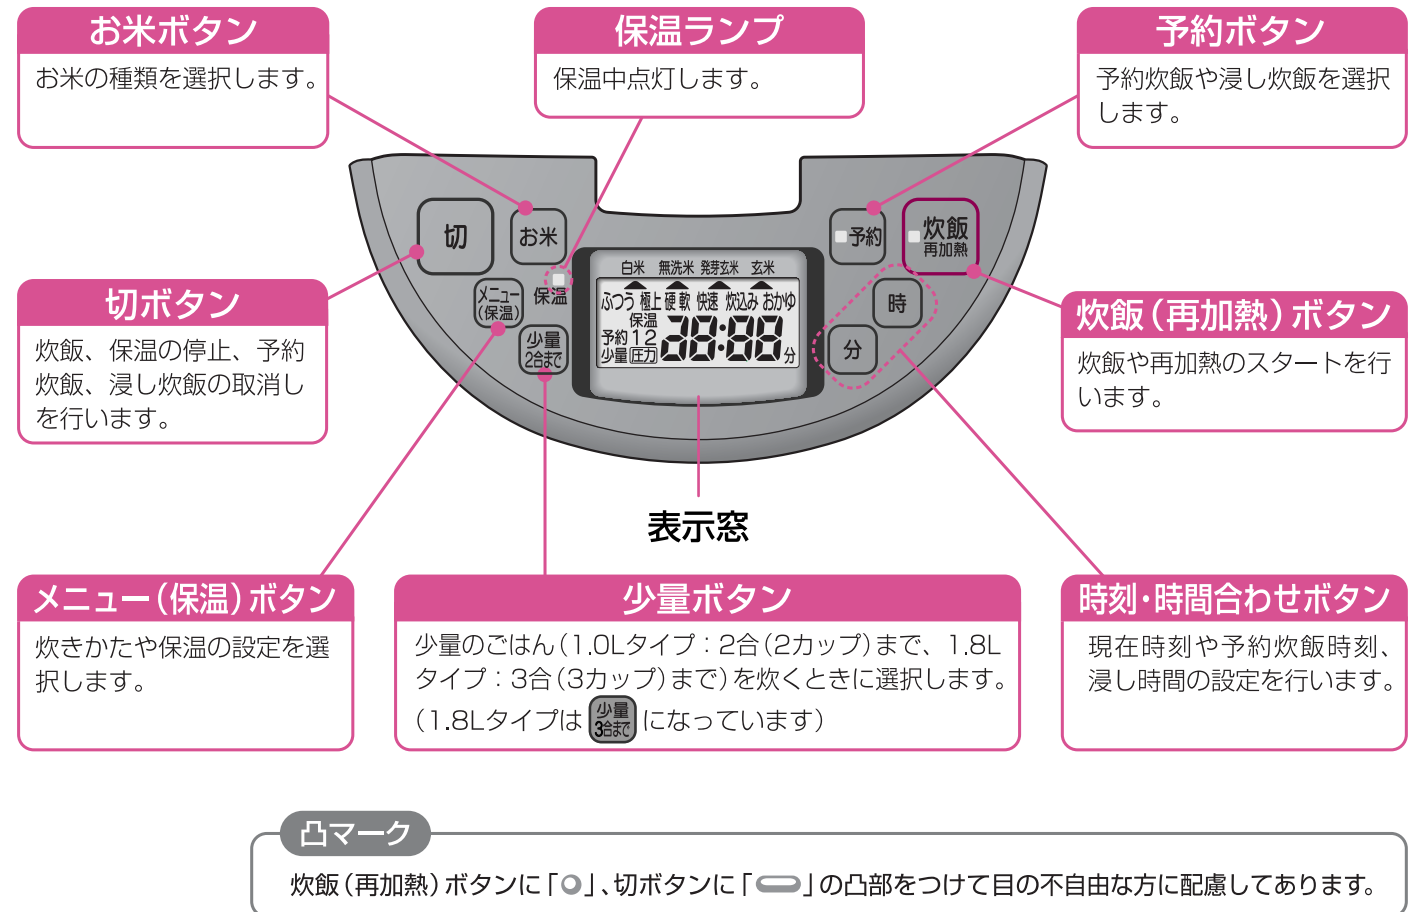 お米ボタン
お米の種類を選択します。
保温ランプ
保温中点灯します。
予約ボタン
予約炊飯や浸し炊飯を選択
します。
切
お米
メニュー
(保温)
保温
少量
2合まで
白米 無洗米 発芽玄米 玄米
ふつう 極上 硬 軟 快速 炊込み おかゆ
保温
予約 1 2
少量 圧力
28:88
分
予約
炊飯
再加熱
時
分
切ボタン
炊飯、保温の停止、予約
炊飯、浸し炊飯の取消し
を行います。
炊飯(再加熱)ボタン
炊飯や再加熱のスタートを行
います。
表示窓
メニュー(保温)ボタン
炊きかたや保温の設定を選
択します。
少量ボタン
少量のごはん(1.0Lタイプ：2合(2カップ)まで、1.8L
タイプ：3合(3カップ)まで)を炊くときに選択します。
(1.8Lタイプは 少量 3合まで になっています)
時刻・時間合わせボタン
現在時刻や予約炊飯時刻、
浸し時間の設定を行います。
凸マーク
炊飯(再加熱)ボタンに「」、切ボタンに「」の凸部をつけて目の不自由な方に配慮してあります。